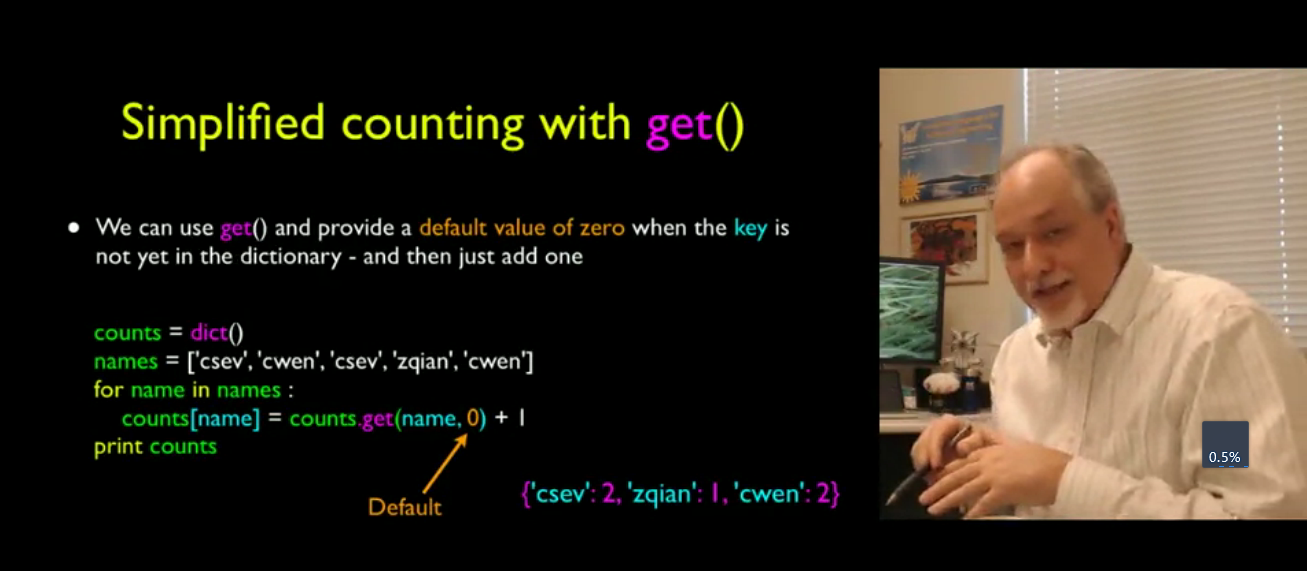 Simplified counting with get()
● We can use get() and provide a default value of zero when the key is
not yet in the dictionary - and then just add one
counts = dict()
names = ['csev', 'cwen', 'csev', 'zqian', 'cwen']
for name in names :
counts[name] = counts.get(name, 0) + 1
print counts
Default
{'csev': 2, 'zqian': 1, 'cwen': 2}
0.5%